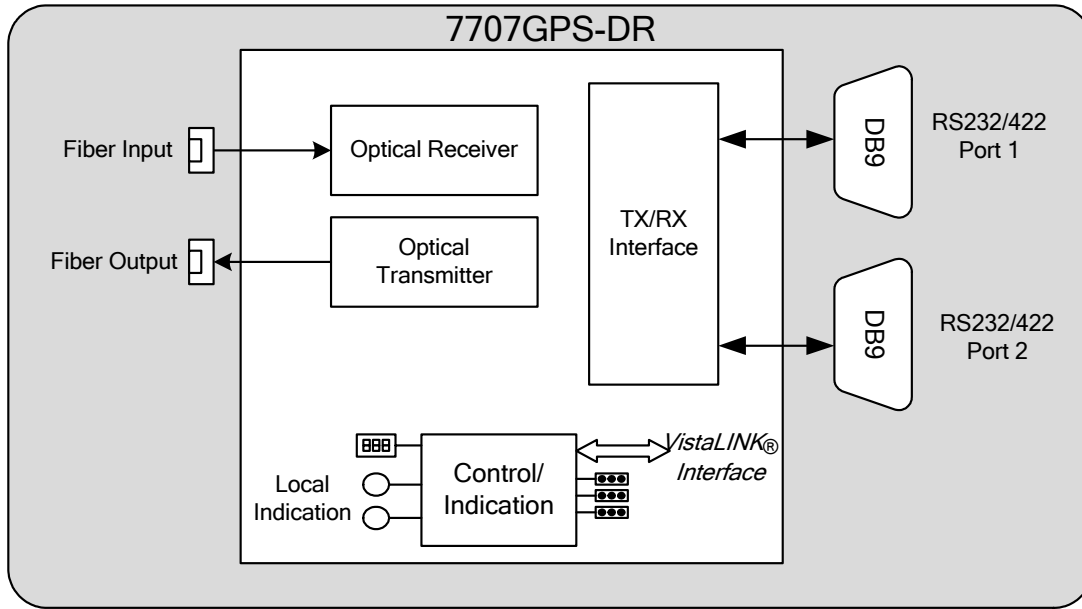 7707GPS-DR
Fiber Input
Optical Receiver
Fiber Output
Optical
Transmitter
TX/RX
Interface
DB9
RS232/422
Port 1
DB9
RS232/422
Port 2
Local
Indication
Control/
Indication
VistaLINK®
Interface